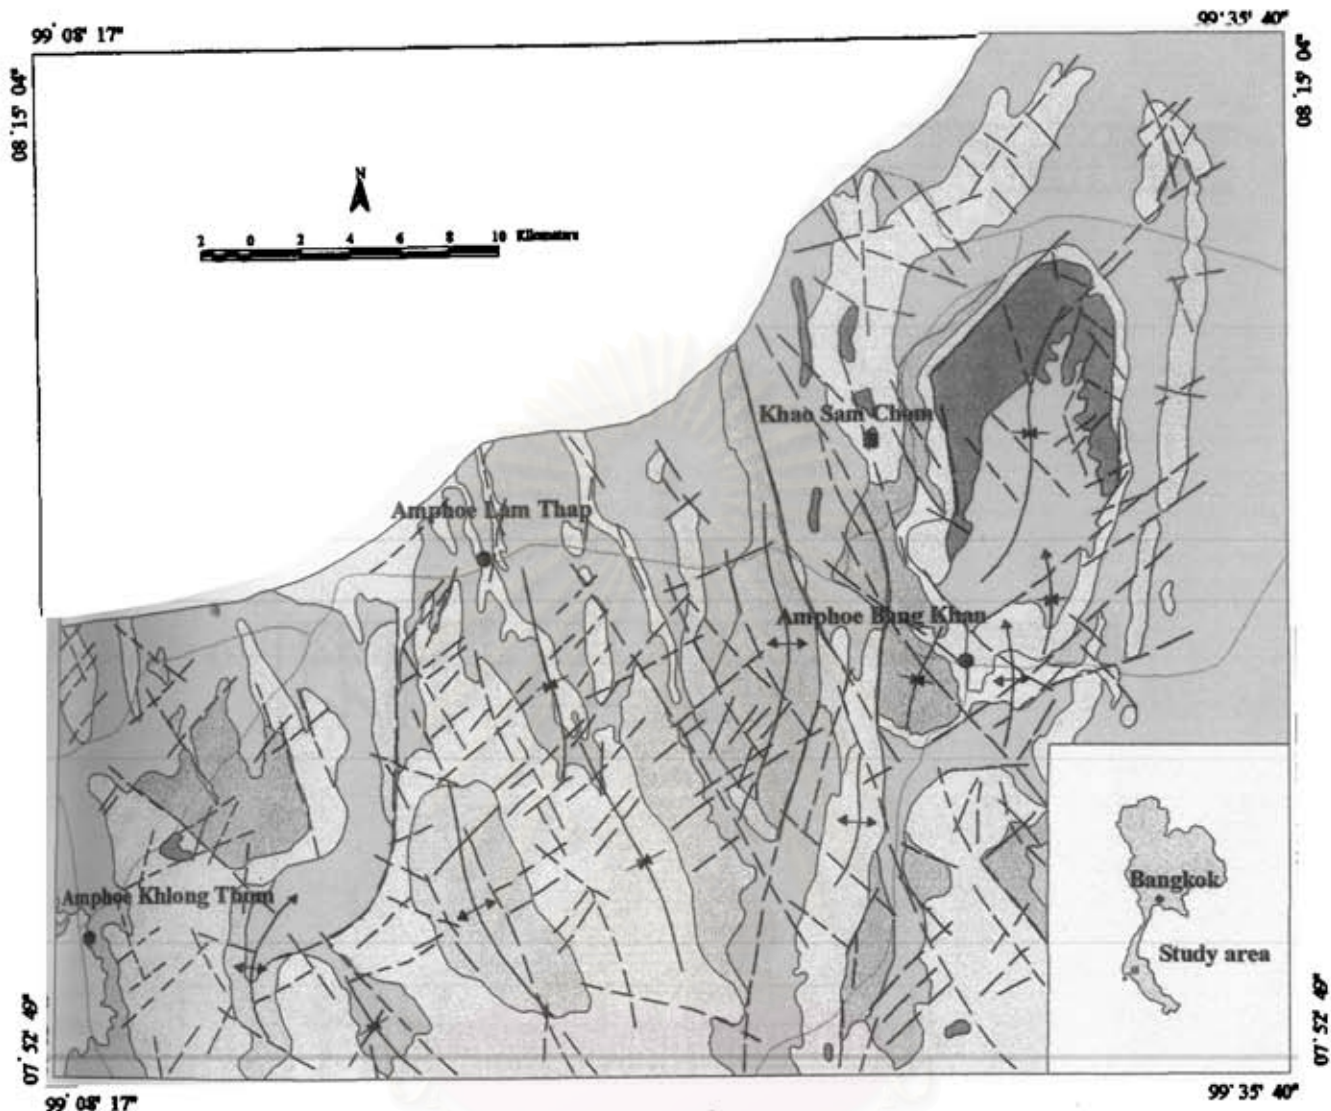 99° 08' 17"
99° 35' 40"
08° 15' 04"
08° 15' 04"
N
2 0 2 4 6 8 10 Kilometers
Khao Sam Chom
Amphoe Lam Thap
Amphoe Bang Khan
Amphoe Khlong Thom
Bangkok
Study area
07° 52' 49"
07° 52' 49"
99° 08' 17"
99° 35' 40"